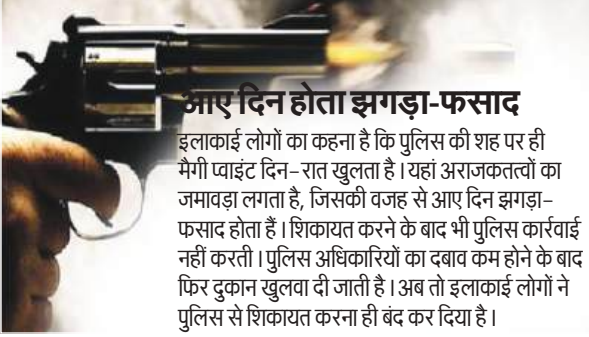 आए दिन होता झगड़ा-फसाद
इलाकाई लोगों का कहना है कि पुलिस की शह पर ही
मैगी प्वाइंट दिन-रात खुलता है। यहां अराजकतत्वों का
जमावड़ा लगता है, जिसकी वजह से आए दिन झगड़ा-
फसाद होता हैं। शिकायत करने के बाद भी पुलिस कार्रवाई
नहीं करती। पुलिस अधिकारियों का दबाव कम होने के बाद
फिर दुकान खुलवा दी जाती है। अब तो इलाकाई लोगों ने
पुलिस से शिकायत करना ही बंद कर दिया है।